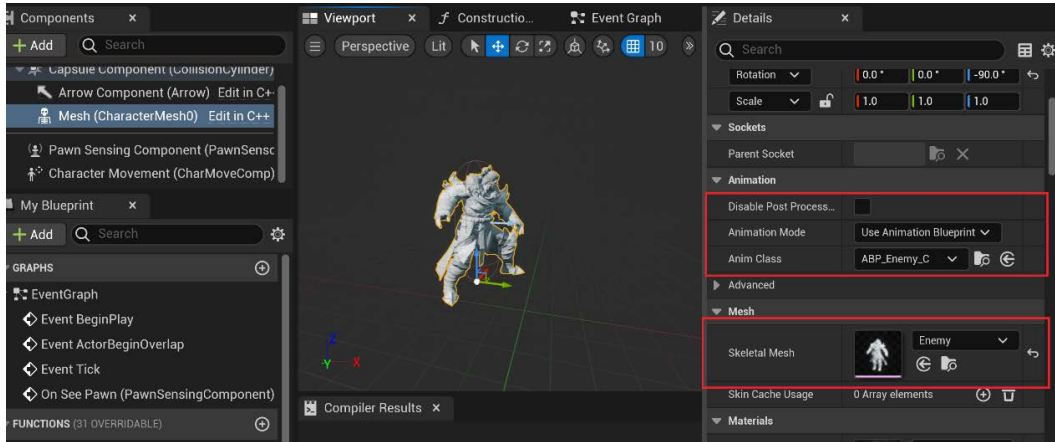 Components
+ Add
Search
Capsule Component (CollisionCylinder)
Arrow Component (Arrow) Edit in C+
Mesh (CharacterMesh0) Edit in C++
Pawn Sensing Component (PawnSensc
Character Movement (CharMoveComp)
My Blueprint
+ Add
Search
GRAPHS
EventGraph
Event BeginPlay
Event ActorBeginOverlap
Event Tick
On See Pawn (PawnSensingComponent)
FUNCTIONS (31 OVERRIDABLE)
Viewport
Constructio...
Event Graph
Perspective
Lit
10
Z
Y
X
Compiler Results
Details
Search
Rotation
0.0°
0.0°
-90.0°
Scale
1.0
1.0
1.0
Sockets
Parent Socket
Animation
Disable Post Process...
Animation Mode
Use Animation Blueprint
Anim Class
ABP_Enemy_C
Advanced
Mesh
Skeletal Mesh
Enemy
Skin Cache Usage
0 Array elements
Materials